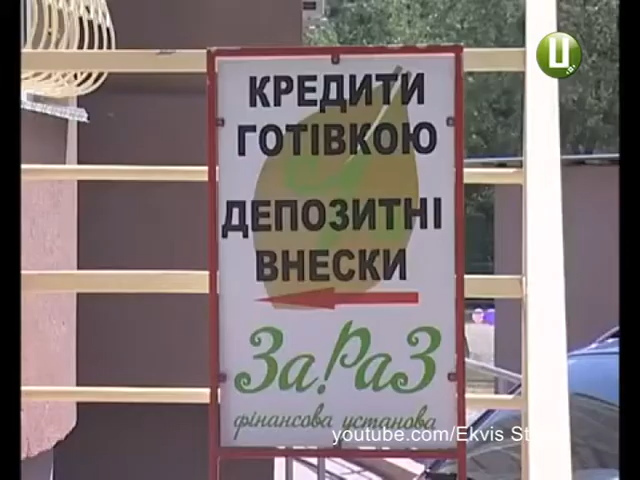 Ц
КРЕДИТИ
ГОТІВКОЮ
ДЕПОЗИТНІ
ВНЕСКИ
За!РаЗ
фінансова установа
youtube.com/Ekvis St